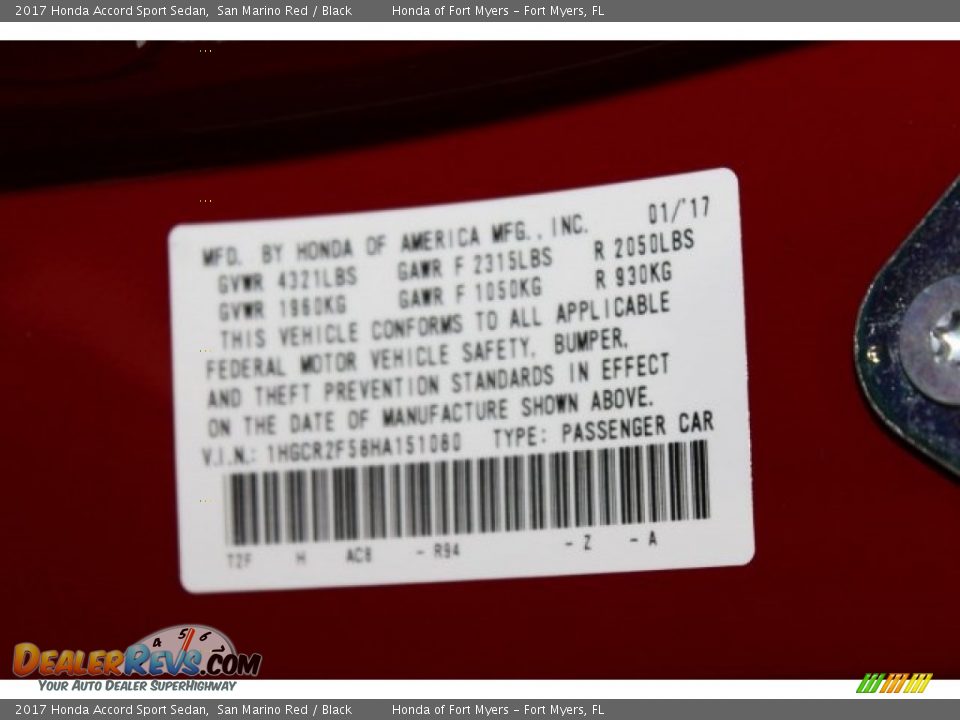 2017 Honda Accord Sport Sedan, San Marino Red / Black Honda of Fort Myers - Fort Myers, FL
MFD. BY HONDA OF AMERICA MFG., INC. 01/'17
GVWR 4321LBS GAWR F 2315LBS R 2050LBS
GVWR 1960KG GAWR F 1050KG R 930KG
THIS VEHICLE CONFORMS TO ALL APPLICABLE
FEDERAL MOTOR VEHICLE SAFETY, BUMPER,
AND THEFT PREVENTION STANDARDS IN EFFECT
ON THE DATE OF MANUFACTURE SHOWN ABOVE.
V.I.N.: 1HGCR2F58HA151080 TYPE: PASSENGER CAR
T2F H AC8 - R94 - Z - A
4 5 6
DEALERREVS.COM
YOUR AUTO DEALER SUPERHIGHWAY
2017 Honda Accord Sport Sedan, San Marino Red / Black Honda of Fort Myers - Fort Myers, FL